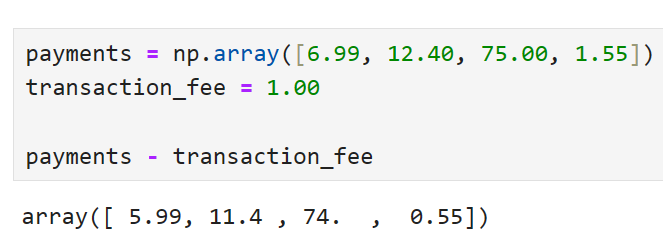 payments = np.array([6.99, 12.40, 75.00, 1.55])
transaction_fee = 1.00
payments - transaction_fee
array([ 5.99, 11.4 , 74.  ,  0.55])